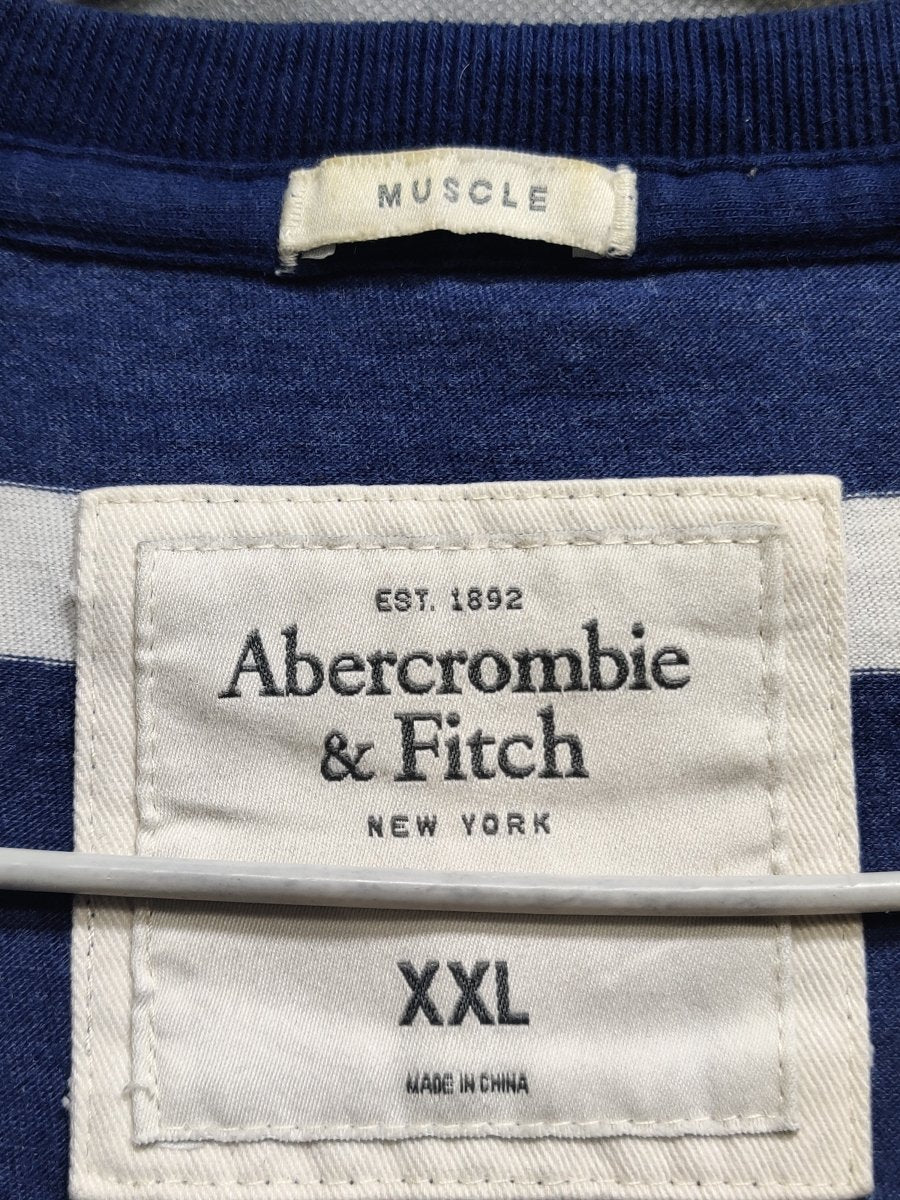 MUSCLE
EST. 1892
Abercrombie
& Fitch
NEW YORK
XXL
MADE IN CHINA